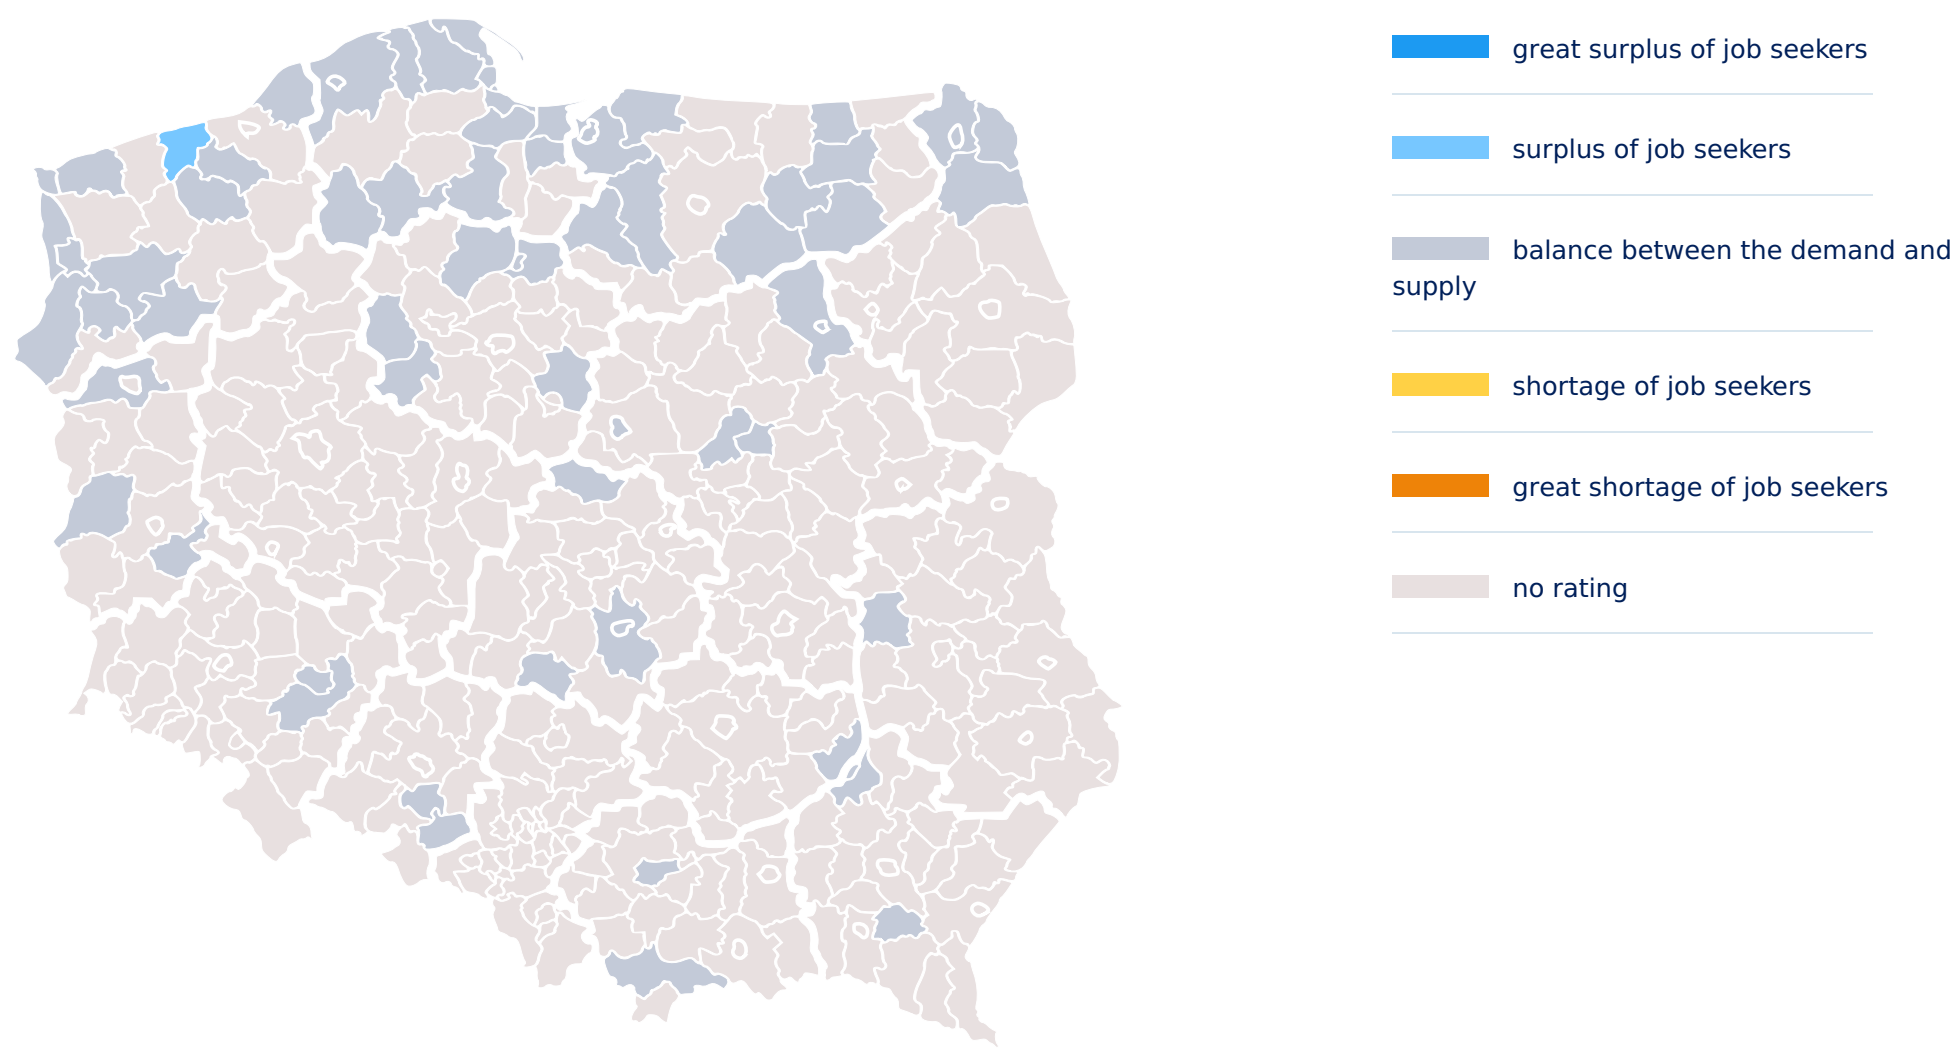 great surplus of job seekers
surplus of job seekers
balance between the demand and
supply
shortage of job seekers
great shortage of job seekers
no rating